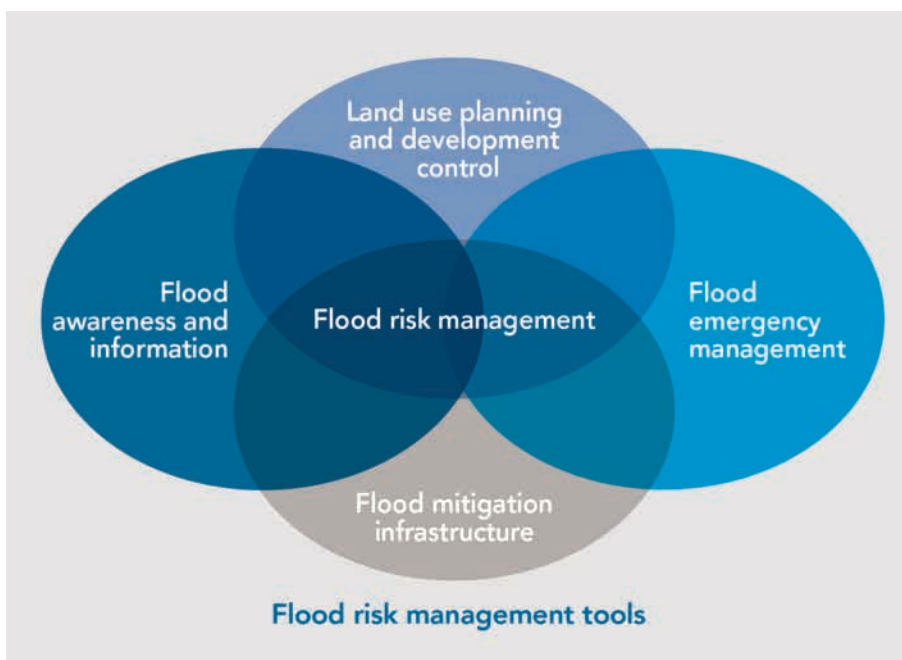 Land use planning
and development
control
Flood
awareness and
information
Flood risk management
Flood
emergency
management
Flood mitigation
infrastructure
Flood risk management tools